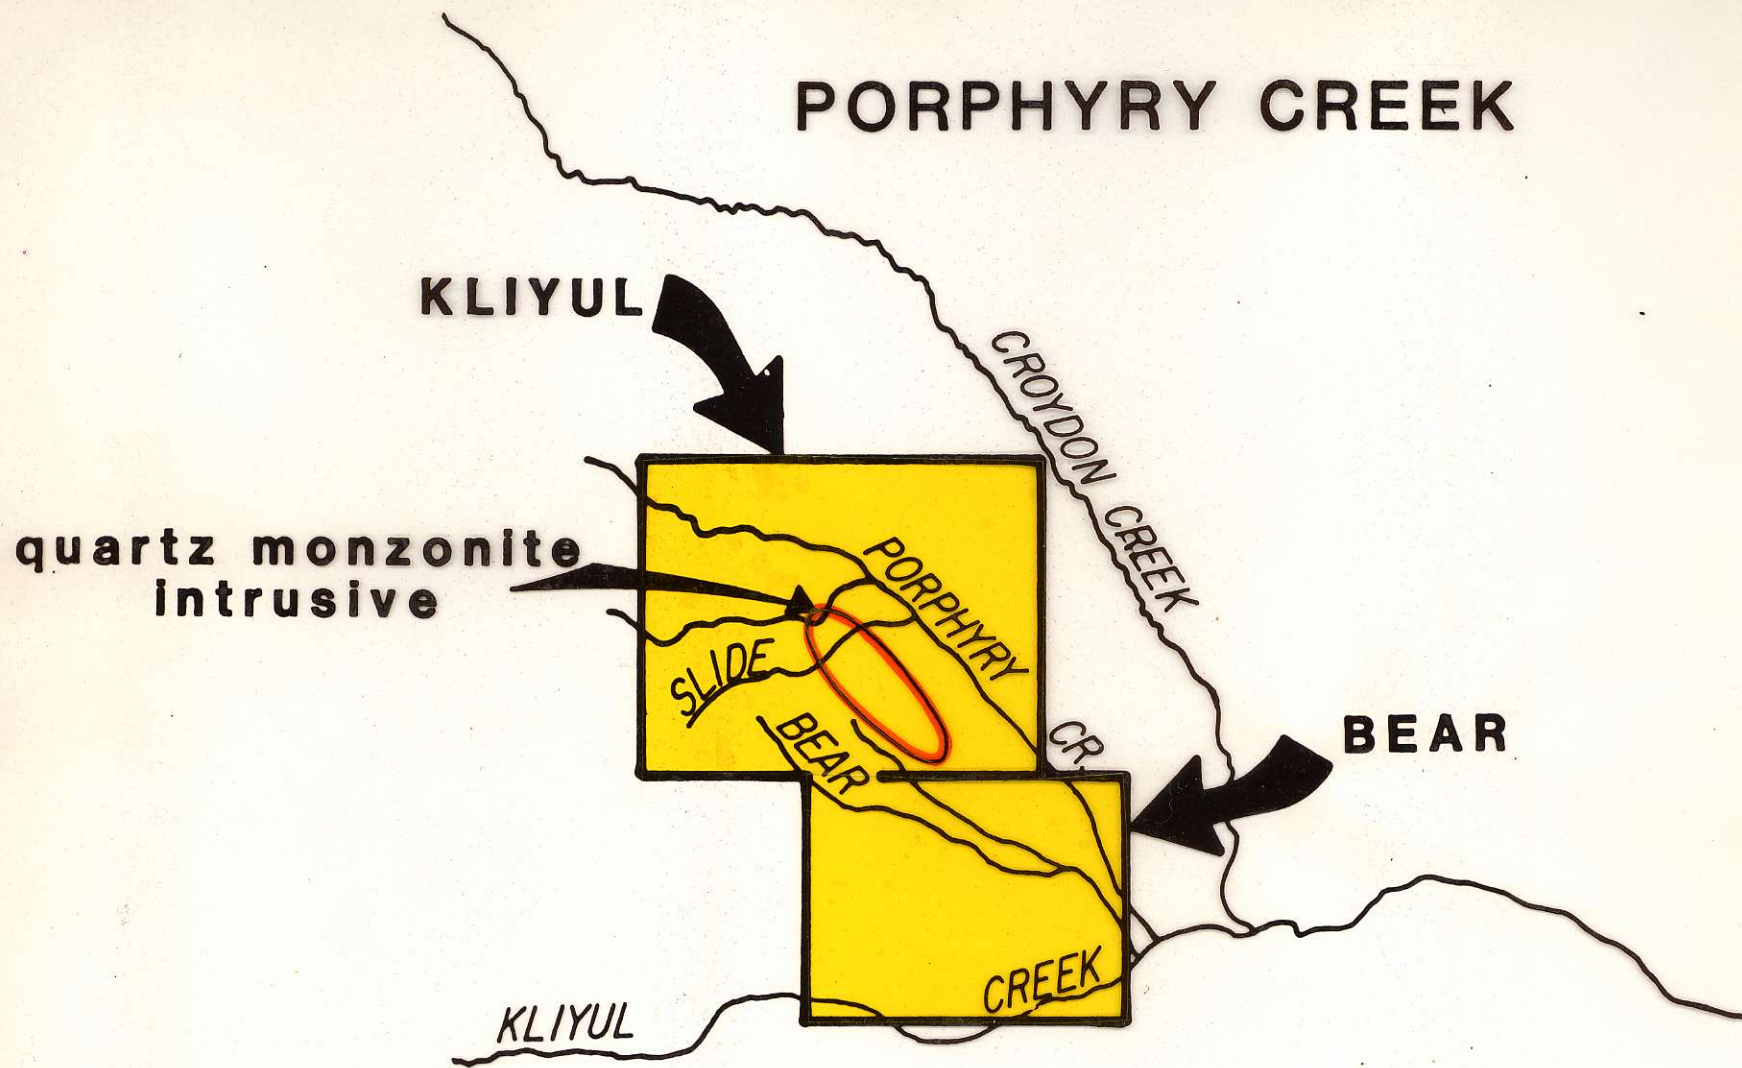 PORPHYRY CREEK
KLIYUL
CROYDON CREEK
quartz monzonite
intrusive
PORPHYRY
CR.
SLIDE
BEAR
BEAR
CREEK
KLIYUL